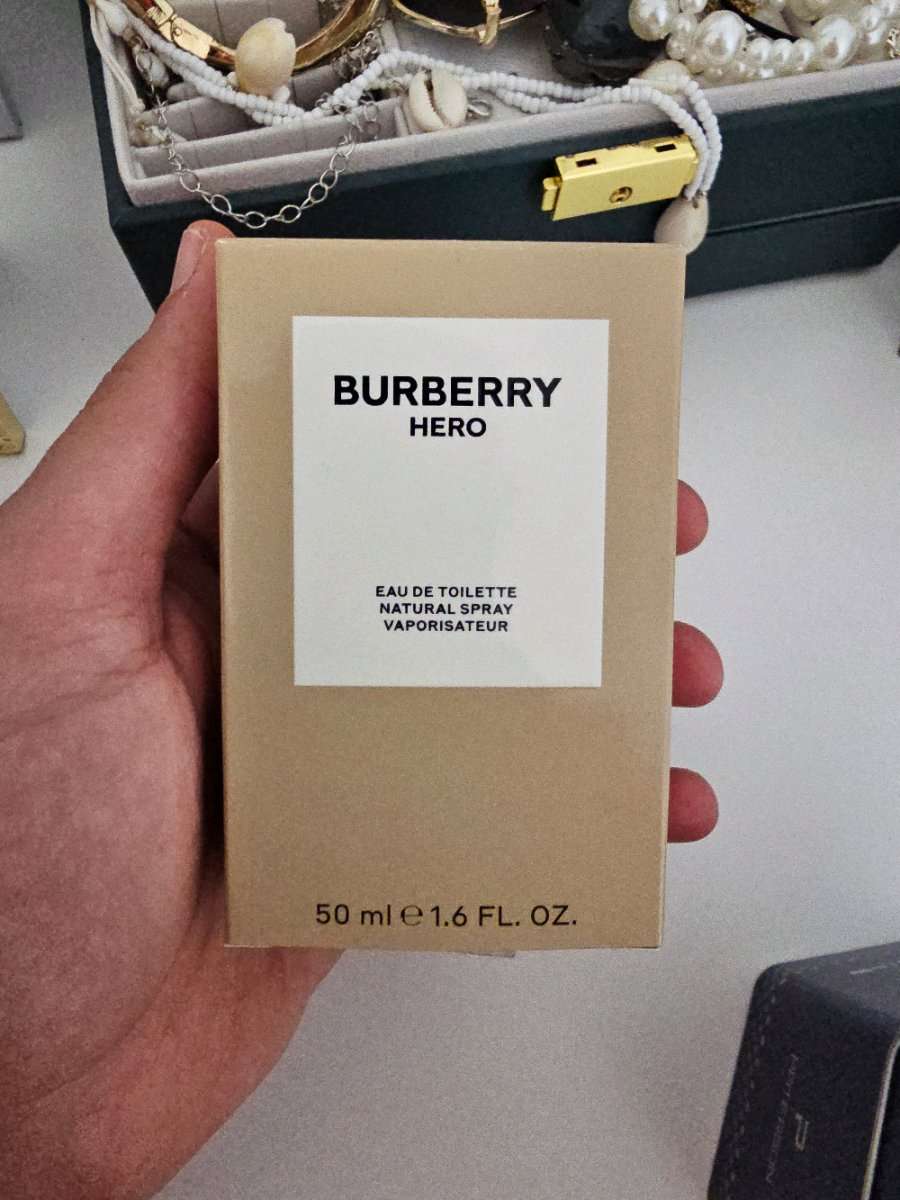 BURBERRY
HERO
EAU DE TOILETTE
NATURAL SPRAY
VAPORISATEUR
50 ml ℮ 1.6 FL. OZ.